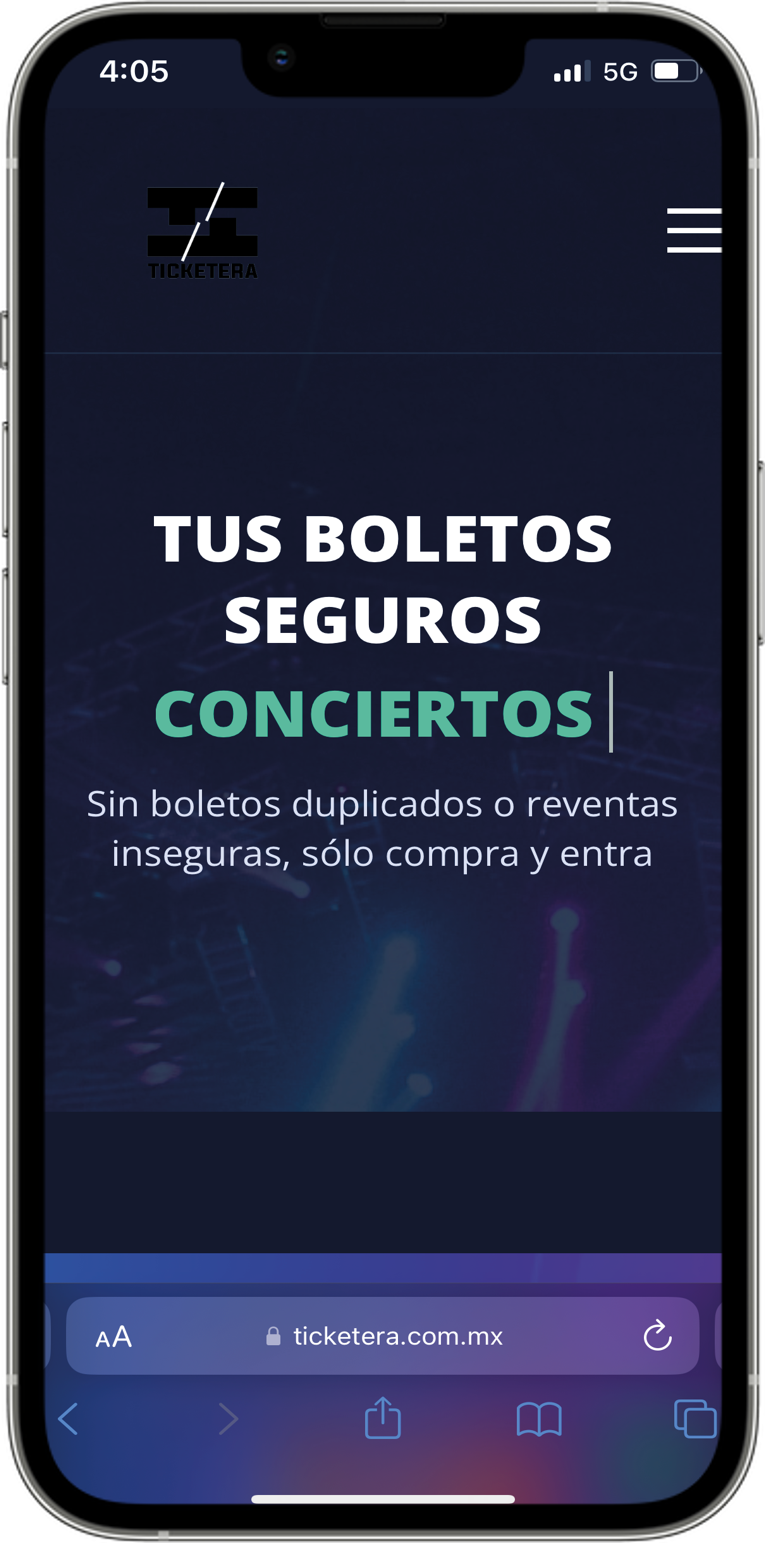 4:05
5G
TICKETERA
TUS BOLETOS
SEGUROS
CONCIERTOS
Sin boletos duplicados o reventas
inseguras, sólo compra y entra
AA
ticketera.com.mx